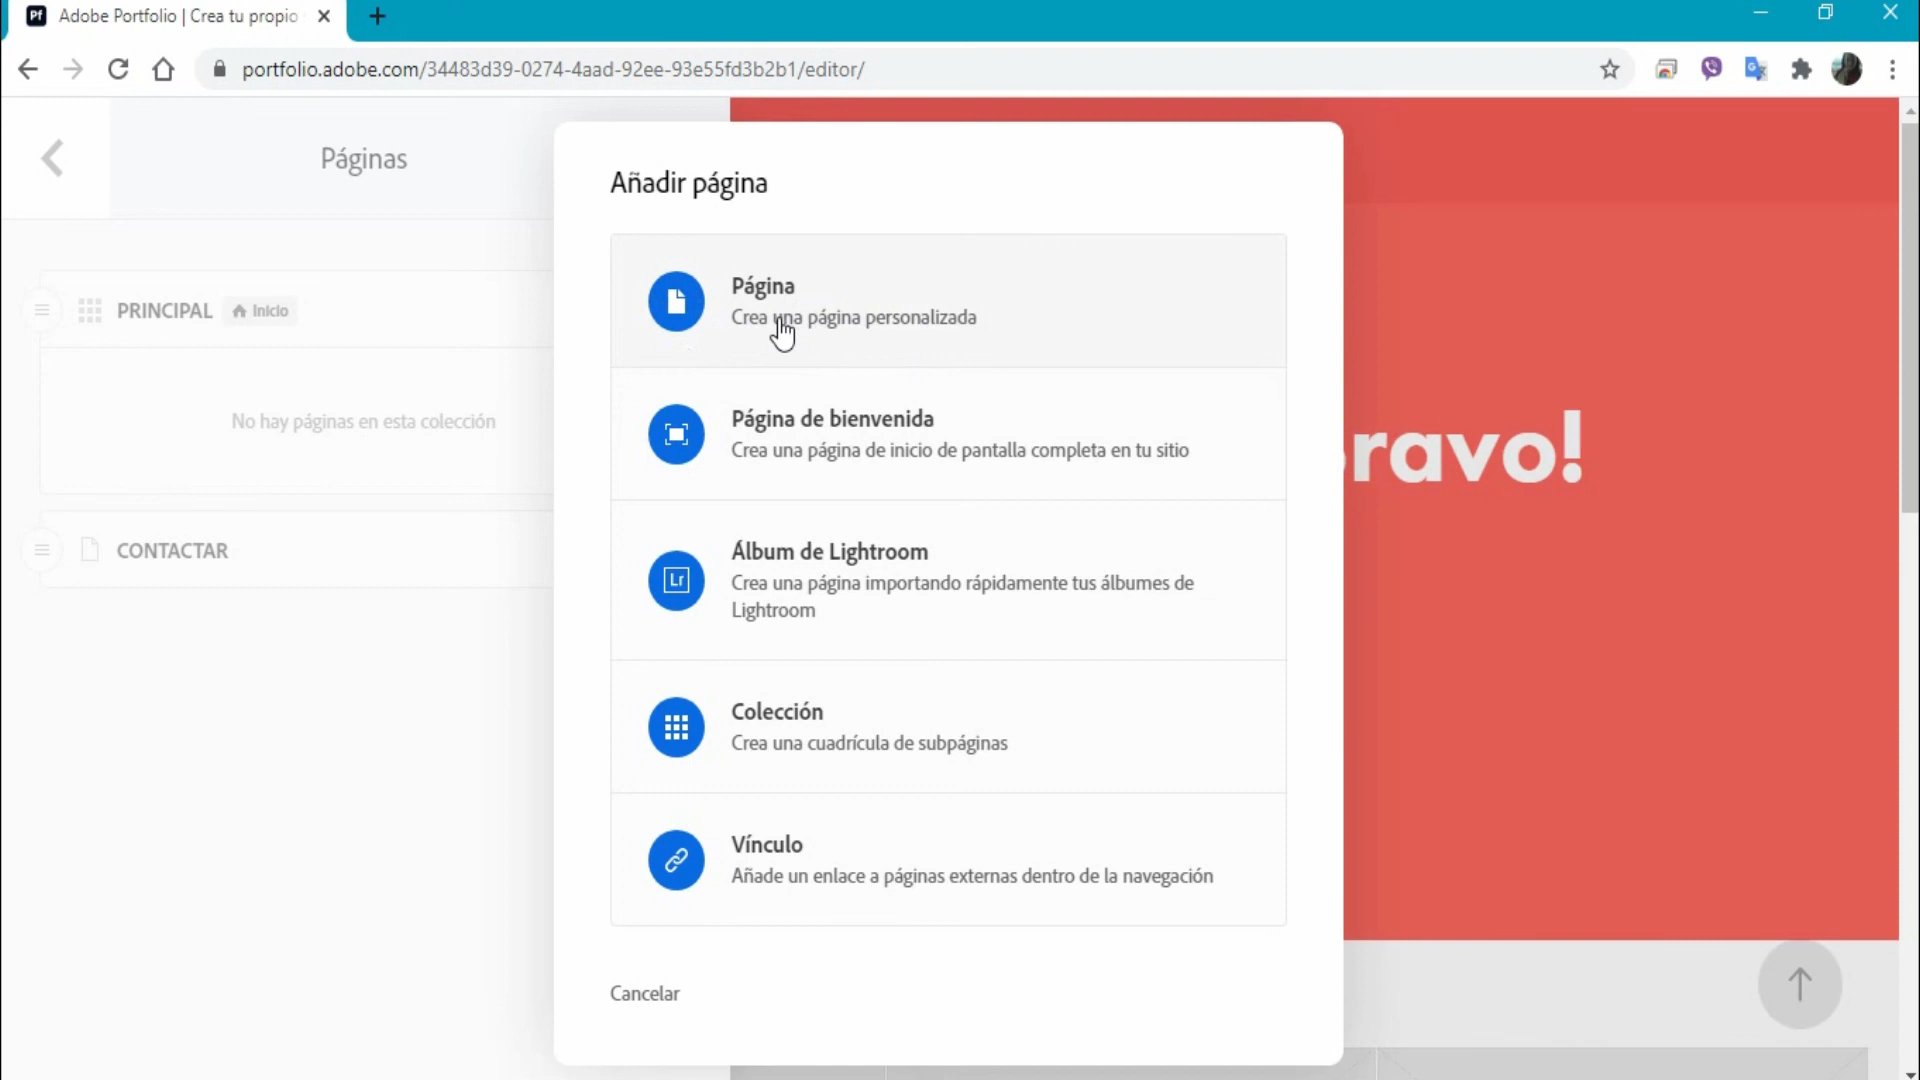 Pf Adobe Portfolio | Crea tu propio
portfolio.adobe.com/34483d39-0274-4aad-92ee-93e55fd3b2b1/editor/
Páginas
PRINCIPAL Inicio
No hay páginas en esta colección
CONTACTAR
Añadir página
Página
Crea una página personalizada
Página de bienvenida
Crea una página de inicio de pantalla completa en tu sitio
Lr
Álbum de Lightroom
Crea una página importando rápidamente tus álbumes de
Lightroom
Colección
Crea una cuadrícula de subpáginas
Vínculo
Añade un enlace a páginas externas dentro de la navegación
Cancelar
ravo!